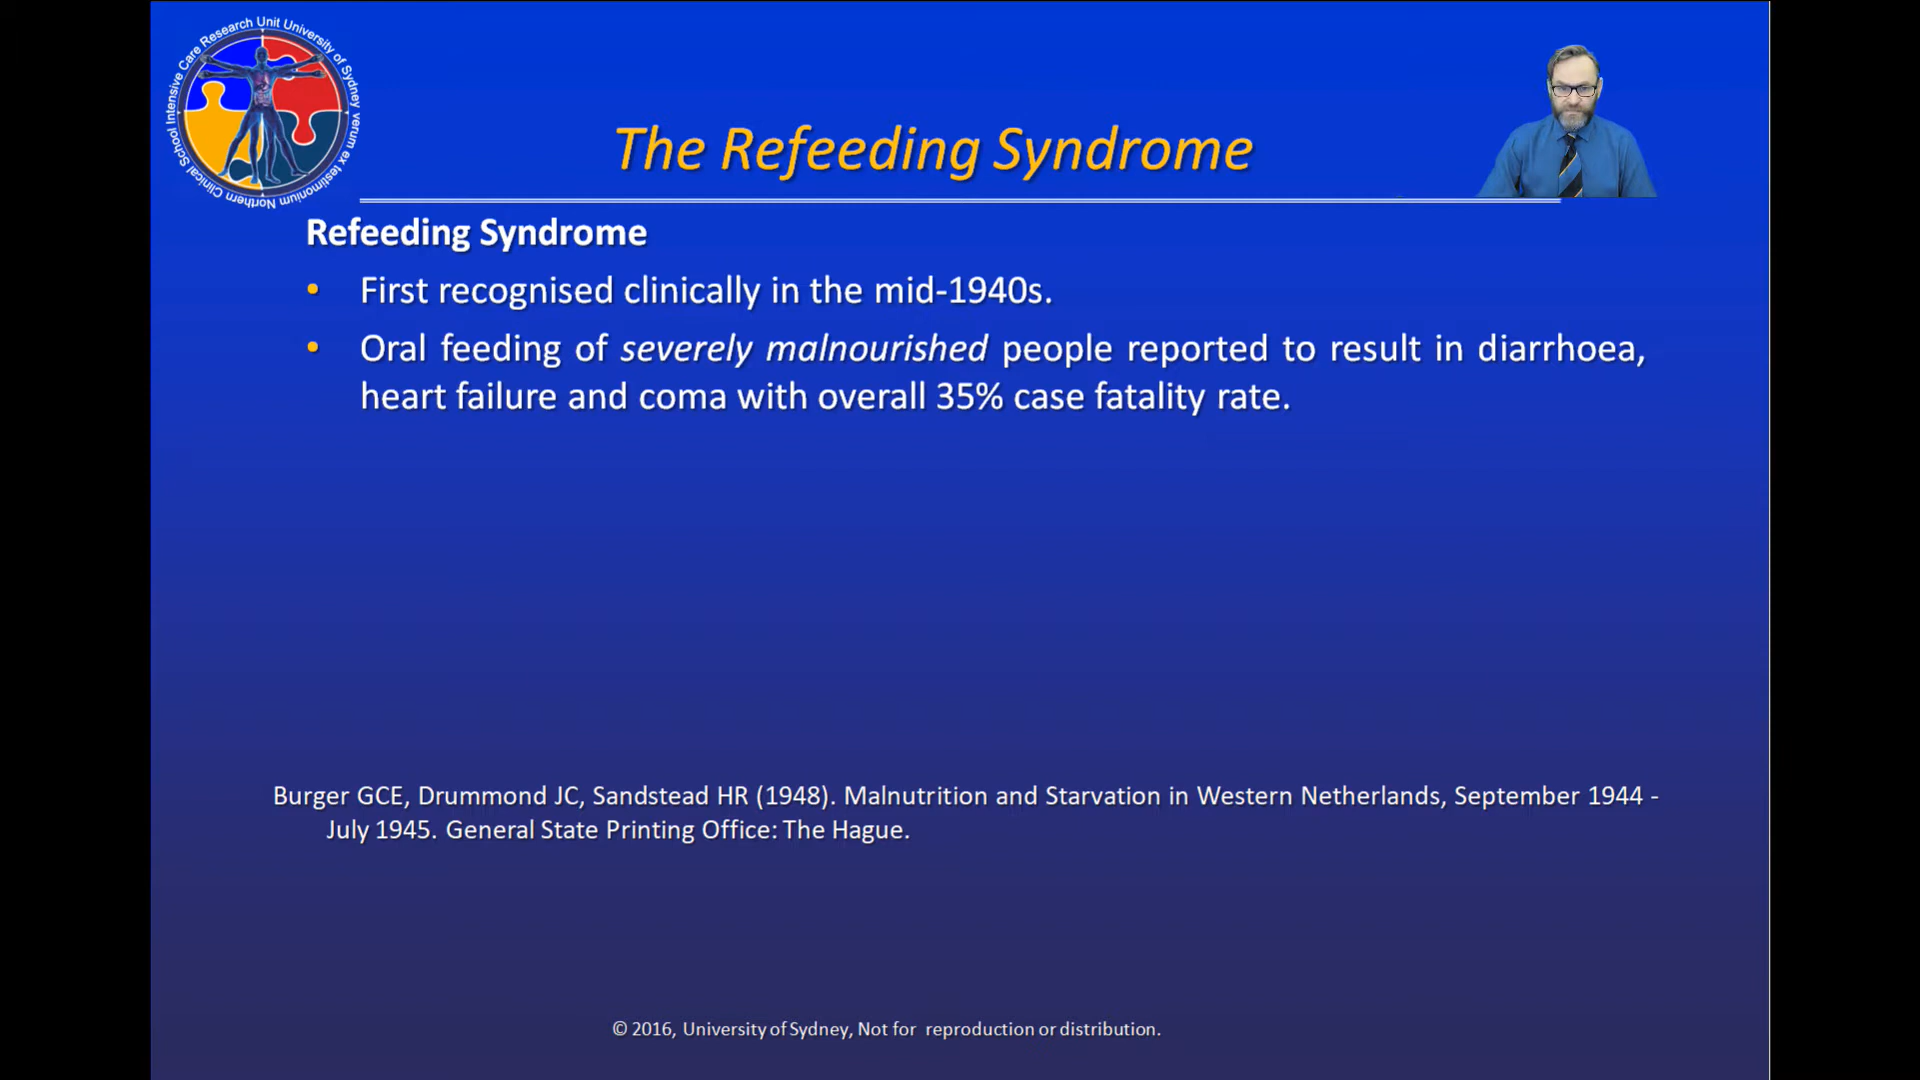 Northern Clinical School Intensive Care Research Unit University of Sydney verum ex testimonium
The Refeeding Syndrome
Refeeding Syndrome
• First recognised clinically in the mid-1940s.
• Oral feeding of severely malnourished people reported to result in diarrhoea,
heart failure and coma with overall 35% case fatality rate.
Burger GCE, Drummond JC, Sandstead HR (1948). Malnutrition and Starvation in Western Netherlands, September 1944 -
July 1945. General State Printing Office: The Hague.
© 2016, University of Sydney, Not for reproduction or distribution.